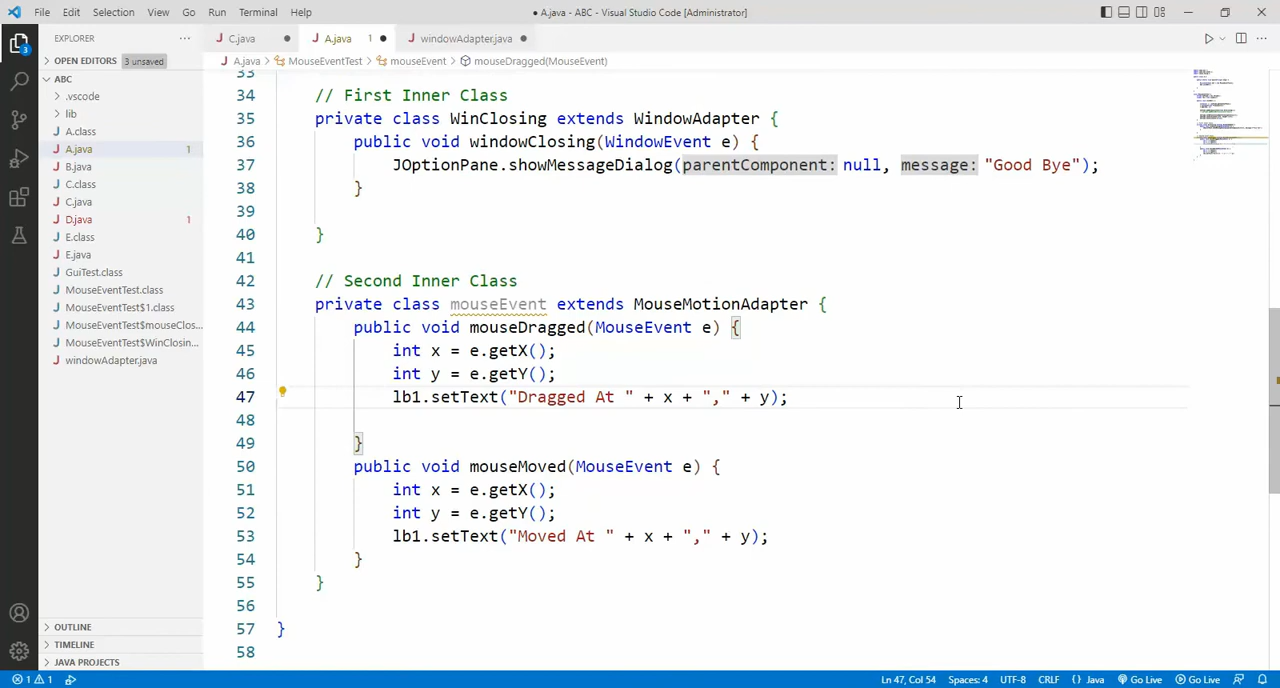 File Edit Selection View Go Run Terminal Help
● A.java - ABC - Visual Studio Code [Administrator]
EXPLORER
C.java
A.java 1
windowAdapter.java
OPEN EDITORS 3 unsaved
A.java > MouseEventTest > mouseEvent > mouseDragged(MouseEvent)
3
ABC
.vscode
lib
A.class
A.java 1
B.java
C.class
C.java
D.java 1
E.class
E.java
GuiTest.class
MouseEventTest.class
MouseEventTest$1.class
MouseEventTest$mouseClos...
MouseEventTest$WinClosin...
windowAdapter.java
OUTLINE
TIMELINE
JAVA PROJECTS
33
34 // First Inner Class
35 private class WinClosing extends WindowAdapter {
36 public void windowClosing(WindowEvent e) {
37 JOptionPane.showMessageDialog(parentComponent: null, message: "Good Bye");
38 }
39
40 }
41
42 // Second Inner Class
43 private class mouseEvent extends MouseMotionAdapter {
44 public void mouseDragged(MouseEvent e) {
45 int x = e.getX();
46 int y = e.getY();
47 lb1.setText("Dragged At " + x + "," + y);
48
49 }
50 public void mouseMoved(MouseEvent e) {
51 int x = e.getX();
52 int y = e.getY();
53 lb1.setText("Moved At " + x + "," + y);
54 }
55 }
56
57 }
58
1 1 Ln 47, Col 54 Spaces: 4 UTF-8 CRLF {} Java Go Live Go Live